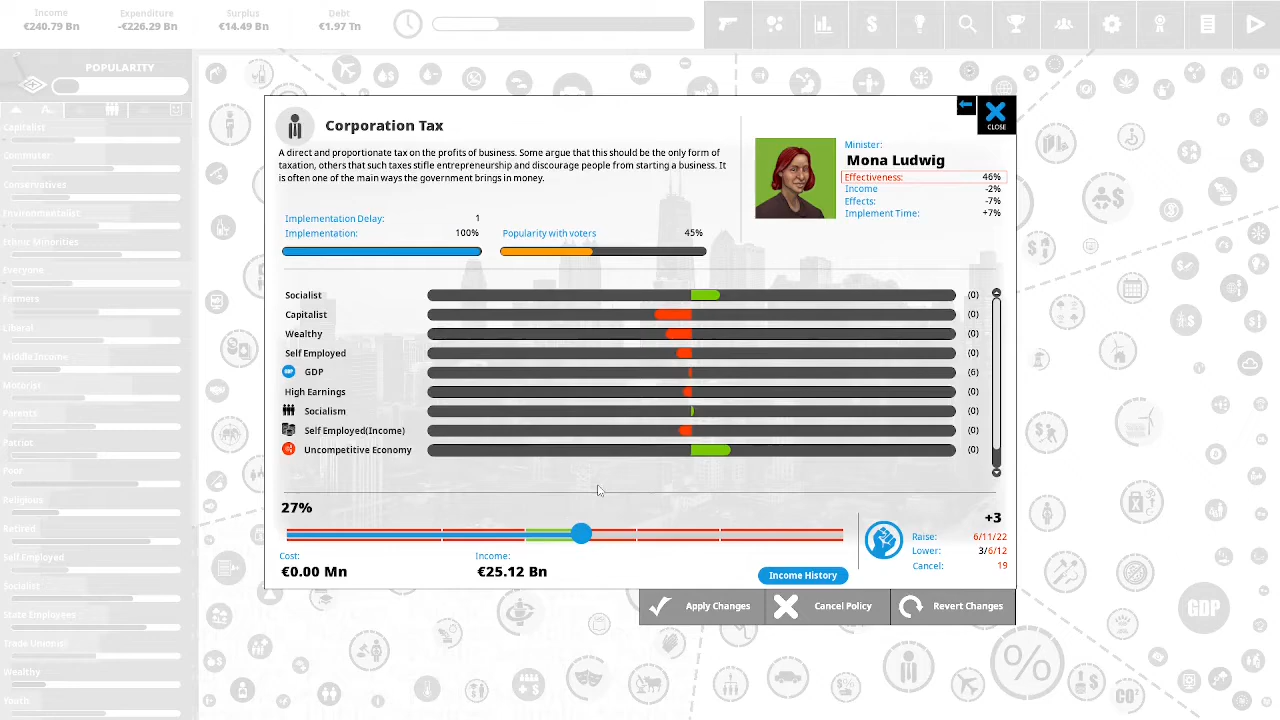 Income
Expenditure
Surplus
Debt
€240.79 Bn
-€226.29 Bn
€14.49 Bn
€1.97 Tn
POPULARITY
Capitalist
Commuter
Conservatives
Environmentalist
Ethnic Minorities
Everyone
Farmers
Liberal
Middle Income
Motorist
Parents
Patriot
Poor
Religious
Retired
Self Employed
Socialist
State Employees
Trade Unionist
Wealthy
Youth
Corporation Tax
A direct and proportionate tax on the profits of business. Some argue that this should be the only form of
taxation, others that such taxes stifle entrepreneurship and discourage people from starting a business. It
is often one of the main ways the government brings in money.
CLOSE
Minister:
Mona Ludwig
Effectiveness: 46%
Income -2%
Effects: -7%
Implement Time: +7%
Implementation Delay: 1
Implementation: 100%
Popularity with voters 45%
Socialist (0)
Capitalist (0)
Wealthy (0)
Self Employed (0)
GDP (6)
High Earnings (0)
Socialism (0)
Self Employed(Income) (0)
Uncompetitive Economy (0)
27%
Cost:
€0.00 Mn
Income:
€25.12 Bn
Income History
+3
Raise: 6/11/22
Lower: 3/6/12
Cancel: 19
Apply Changes
Cancel Policy
Revert Changes
GDP
%
CO²